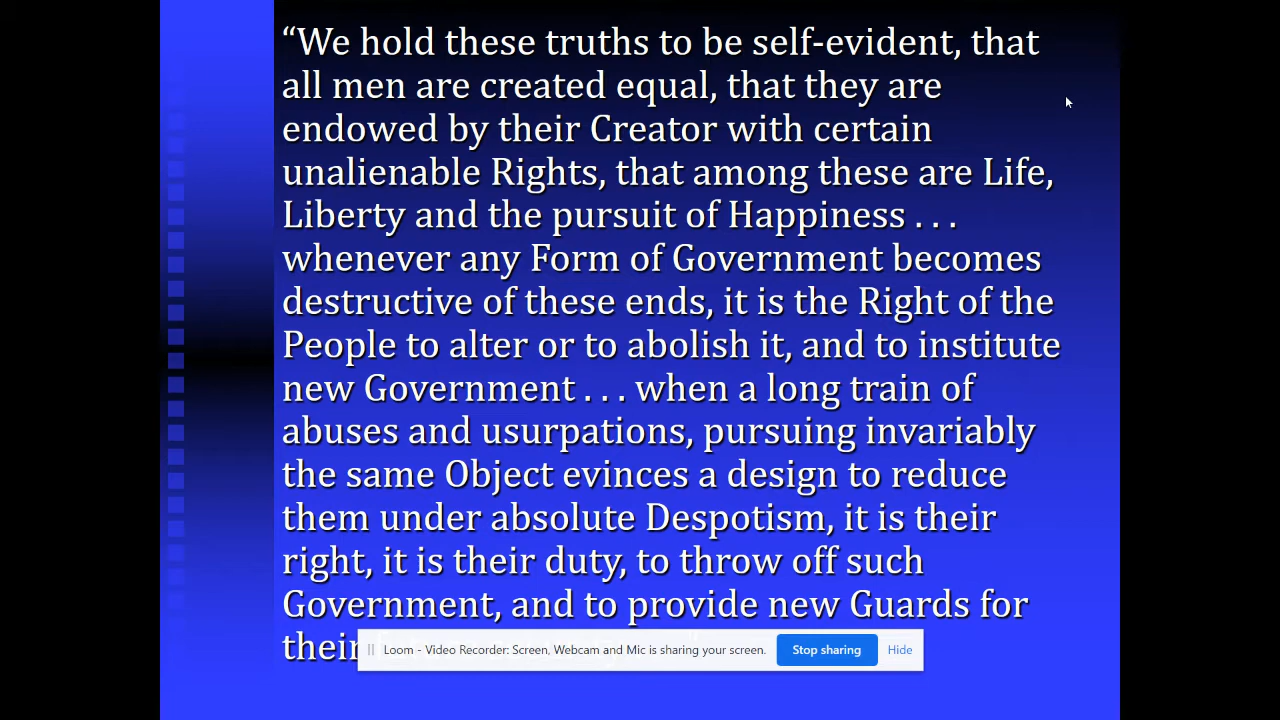 “We hold these truths to be self-evident, that
all men are created equal, that they are
endowed by their Creator with certain
unalienable Rights, that among these are Life,
Liberty and the pursuit of Happiness . . .
whenever any Form of Government becomes
destructive of these ends, it is the Right of the
People to alter or to abolish it, and to institute
new Government . . . when a long train of
abuses and usurpations, pursuing invariably
the same Object evinces a design to reduce
them under absolute Despotism, it is their
right, it is their duty, to throw off such
Government, and to provide new Guards for
their
Loom - Video Recorder: Screen, Webcam and Mic is sharing your screen. Stop sharing Hide